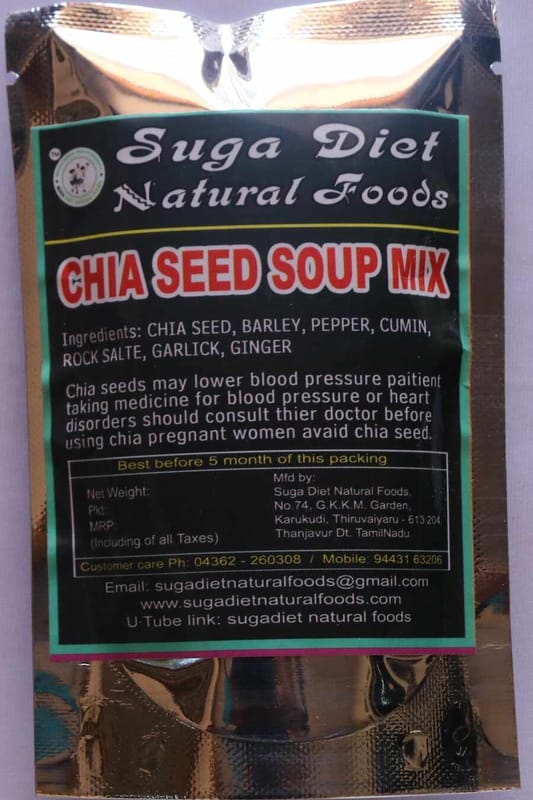 TM
Suga Diet
Natural Foods
CHIA SEED SOUP MIX
Ingredients: CHIA SEED, BARLEY, PEPPER, CUMIN,
ROCK SALTE, GARLICK, GINGER
Chia seeds may lower blood pressure paitient
taking medicine for blood pressure or heart
disorders should consult thier doctor before
using chia pregnant women avaid chia seed.
Best before 5 month of this packing
Net Weight:
Pkt:
MRP:
(Including of all Taxes)
Mfd by:
Suga Diet Natural Foods,
No.74, G.K.K.M. Garden,
Karukudi, Thiruvaiyaru - 613 204
Thanjavur Dt. TamilNadu
Customer care Ph: 04362 - 260308 / Mobile: 94431 63206
Email: sugadietnaturalfoods@gmail.com
www.sugadietnaturalfoods.com
U-Tube link: sugadiet natural foods